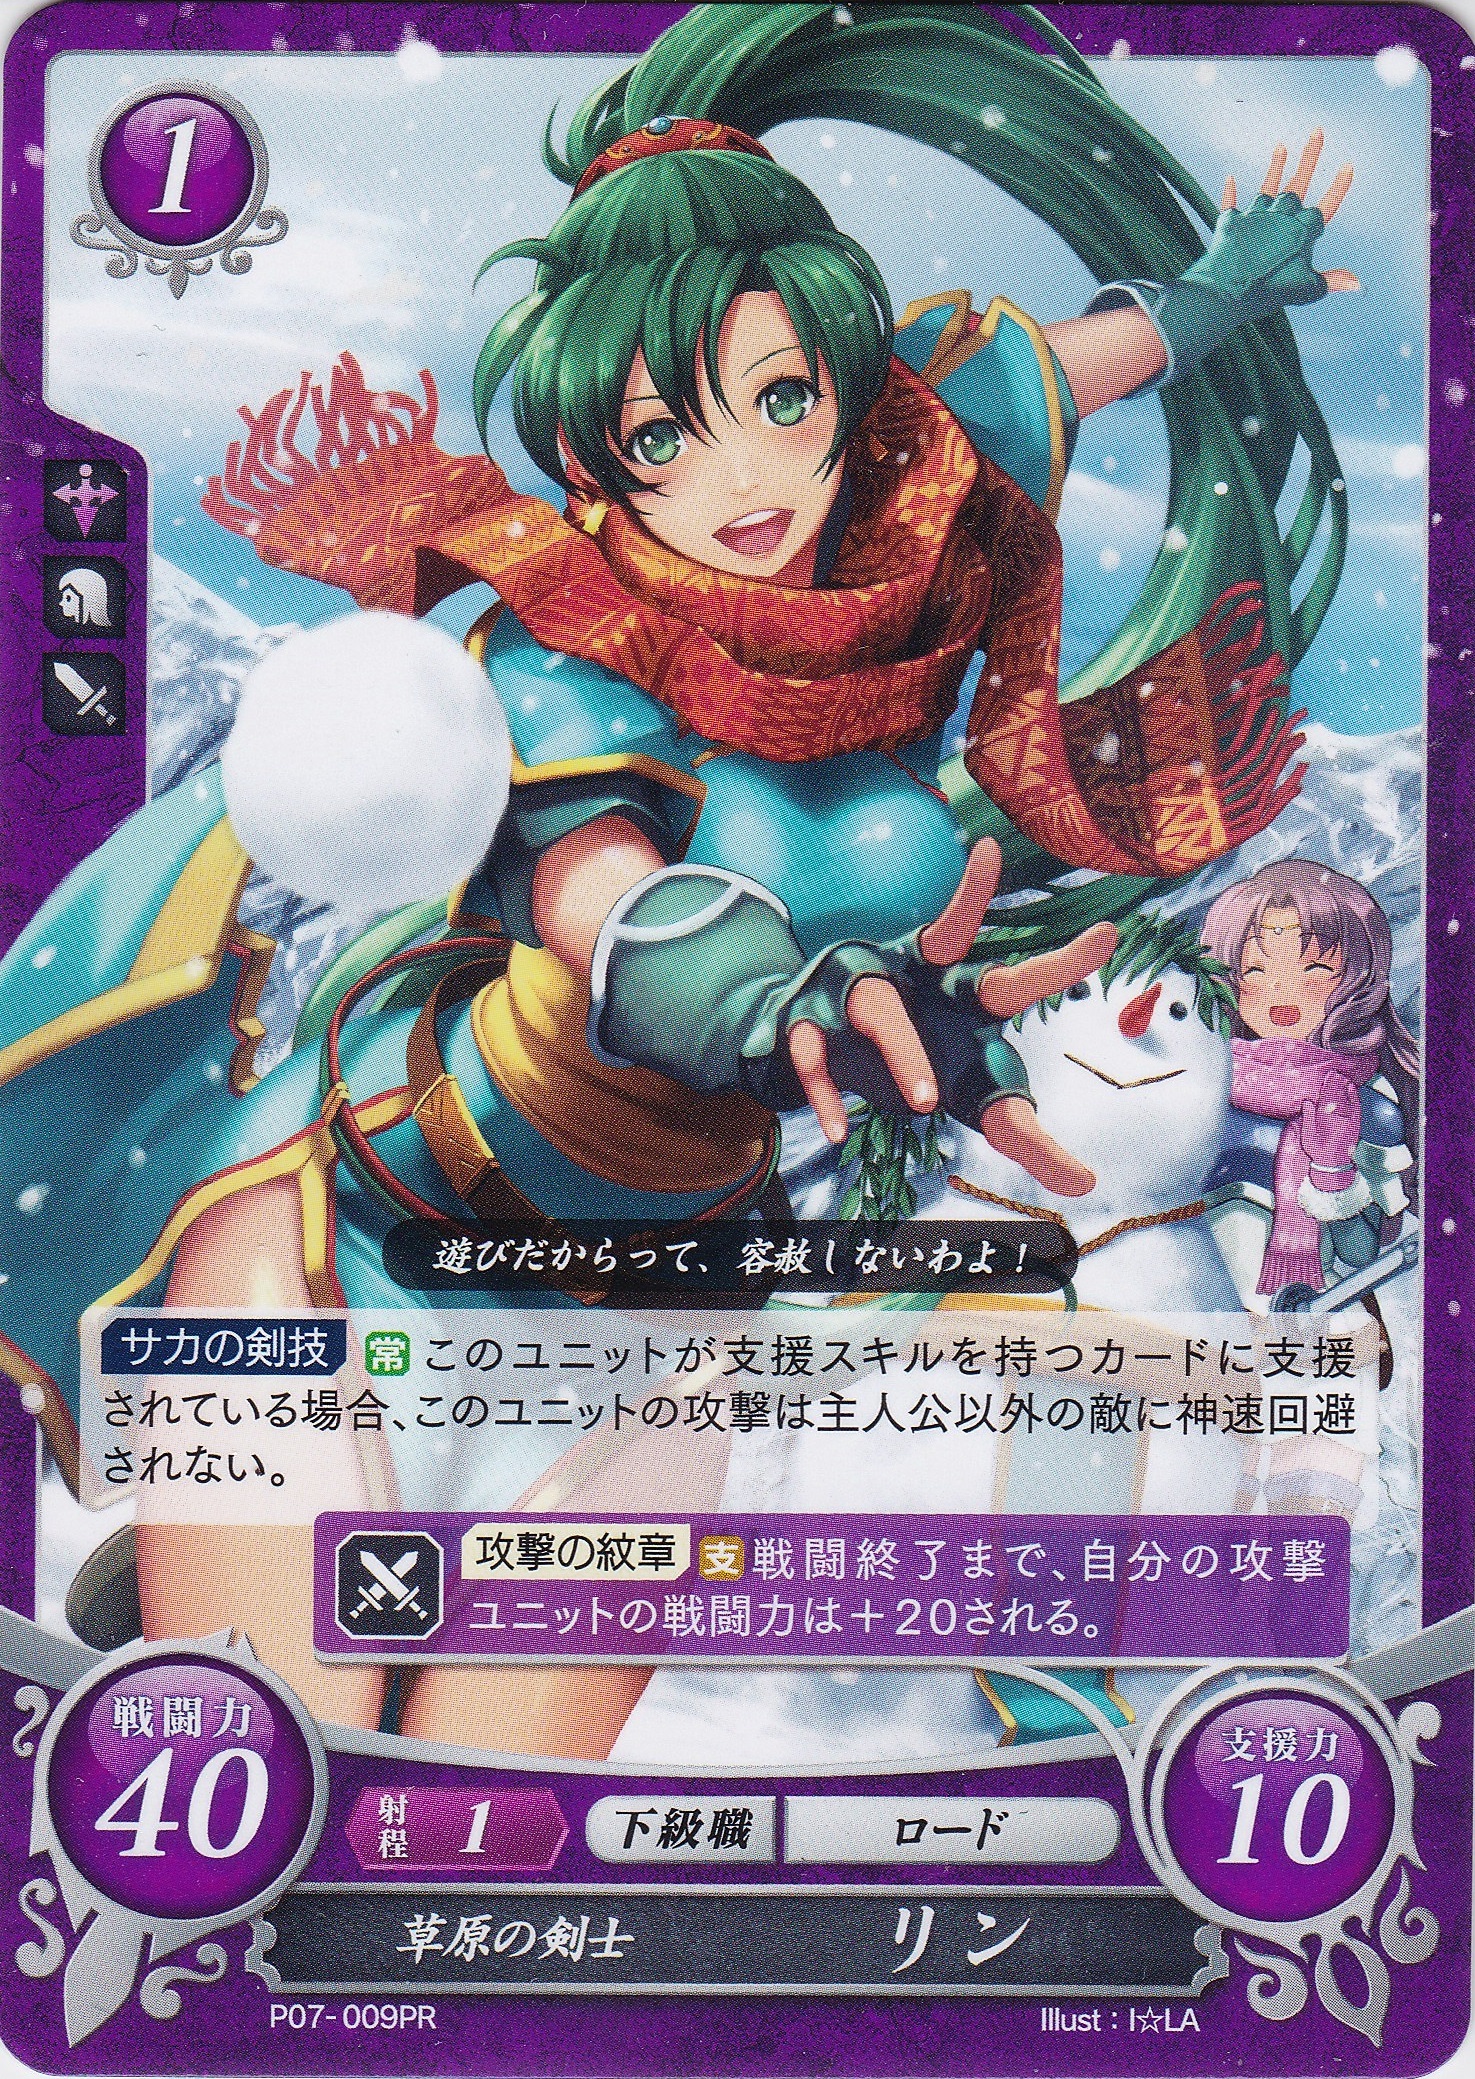 1
遊びだからって、容赦しないわよ！
サカの剣技 常 このユニットが支援スキルを持つカードに支援
されている場合、このユニットの攻撃は主人公以外の敵に神速回避
されない。
攻撃の紋章 支 戦闘終了まで、自分の攻撃
ユニットの戦闘力は＋20される。
戦闘力
40
射程 1
下級職 ロード
支援力
10
草原の剣士 リン
P07-009PR
Illust：I☆LA